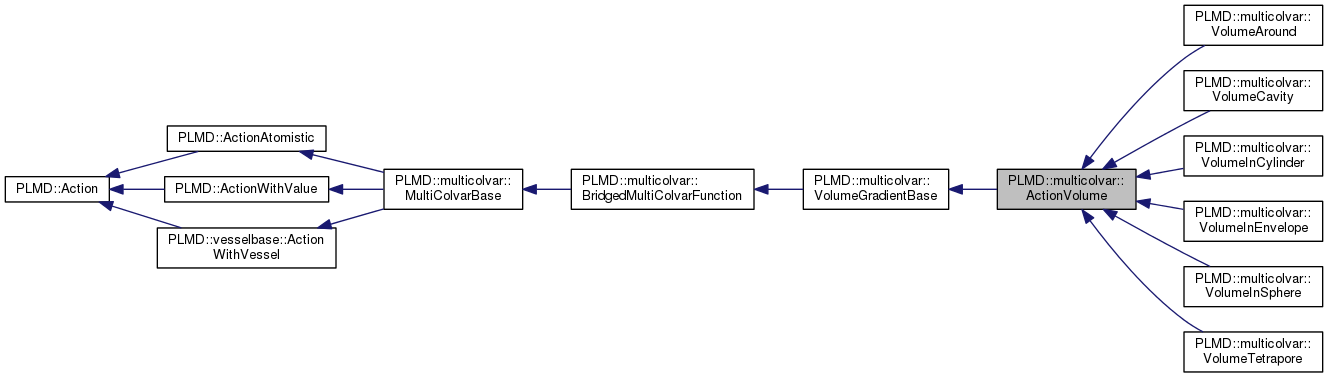 PLMD::Action
PLMD::ActionAtomistic
PLMD::ActionWithValue
PLMD::vesselbase::Action
WithVessel
PLMD::multicolvar::
MultiColvarBase
PLMD::multicolvar::
BridgedMultiColvarFunction
PLMD::multicolvar::
VolumeGradientBase
PLMD::multicolvar::
ActionVolume
PLMD::multicolvar::
VolumeAround
PLMD::multicolvar::
VolumeCavity
PLMD::multicolvar::
VolumeInCylinder
PLMD::multicolvar::
VolumeInEnvelope
PLMD::multicolvar::
VolumeInSphere
PLMD::multicolvar::
VolumeTetrapore